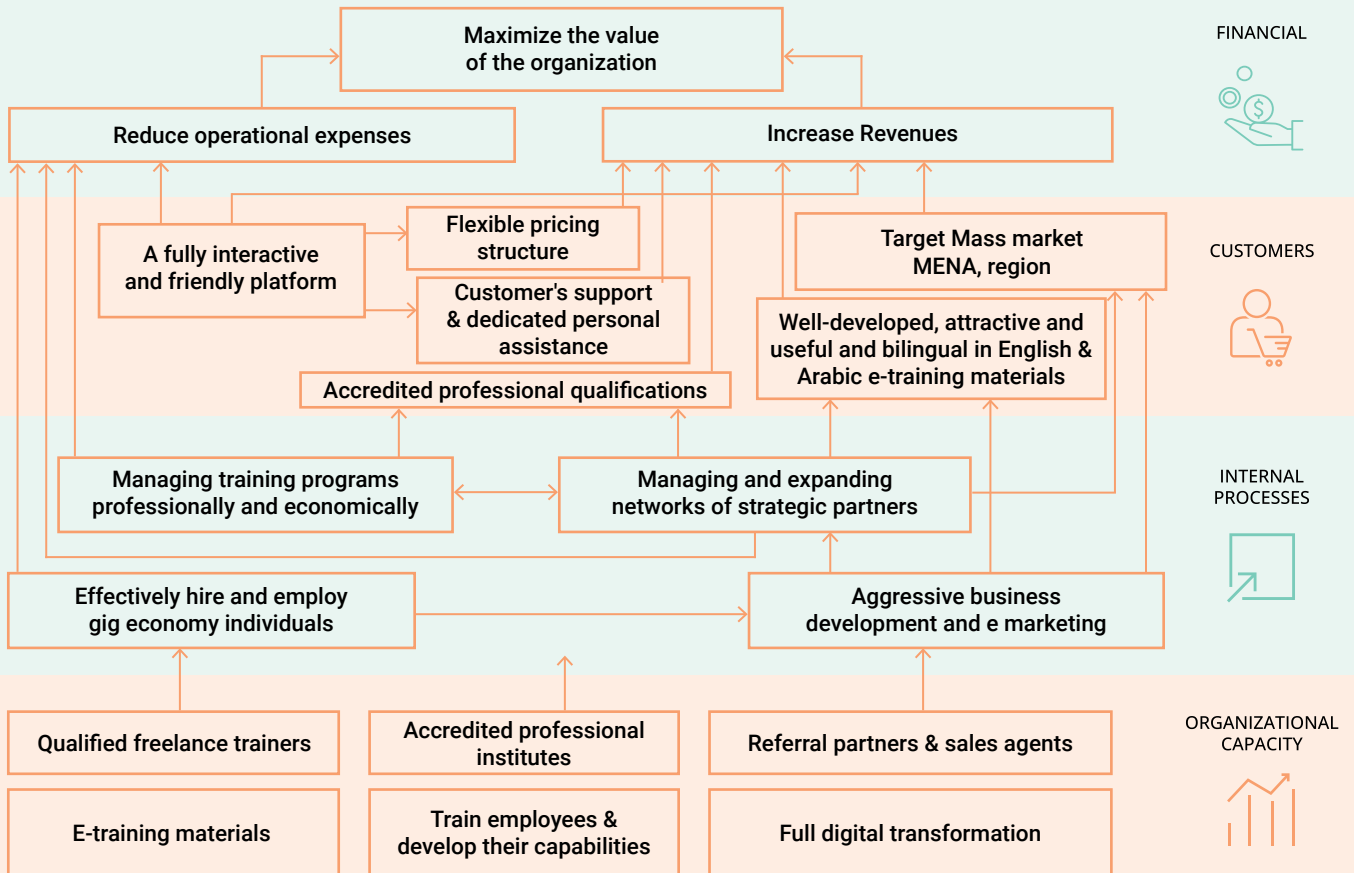 Maximize the value
of the organization
FINANCIAL
Reduce operational expenses
Increase Revenues
A fully interactive
and friendly platform
Flexible pricing
structure
Customer's support
& dedicated personal
assistance
Target Mass market
MENA, region
CUSTOMERS
Well-developed, attractive and
useful and bilingual in English &
Arabic e-training materials
Accredited professional qualifications
Managing training programs
professionally and economically
Managing and expanding
networks of strategic partners
INTERNAL
PROCESSES
Effectively hire and employ
gig economy individuals
Aggressive business
development and e marketing
Qualified freelance trainers
Accredited professional
institutes
Referral partners & sales agents
ORGANIZATIONAL
CAPACITY
E-training materials
Train employees &
develop their capabilities
Full digital transformation